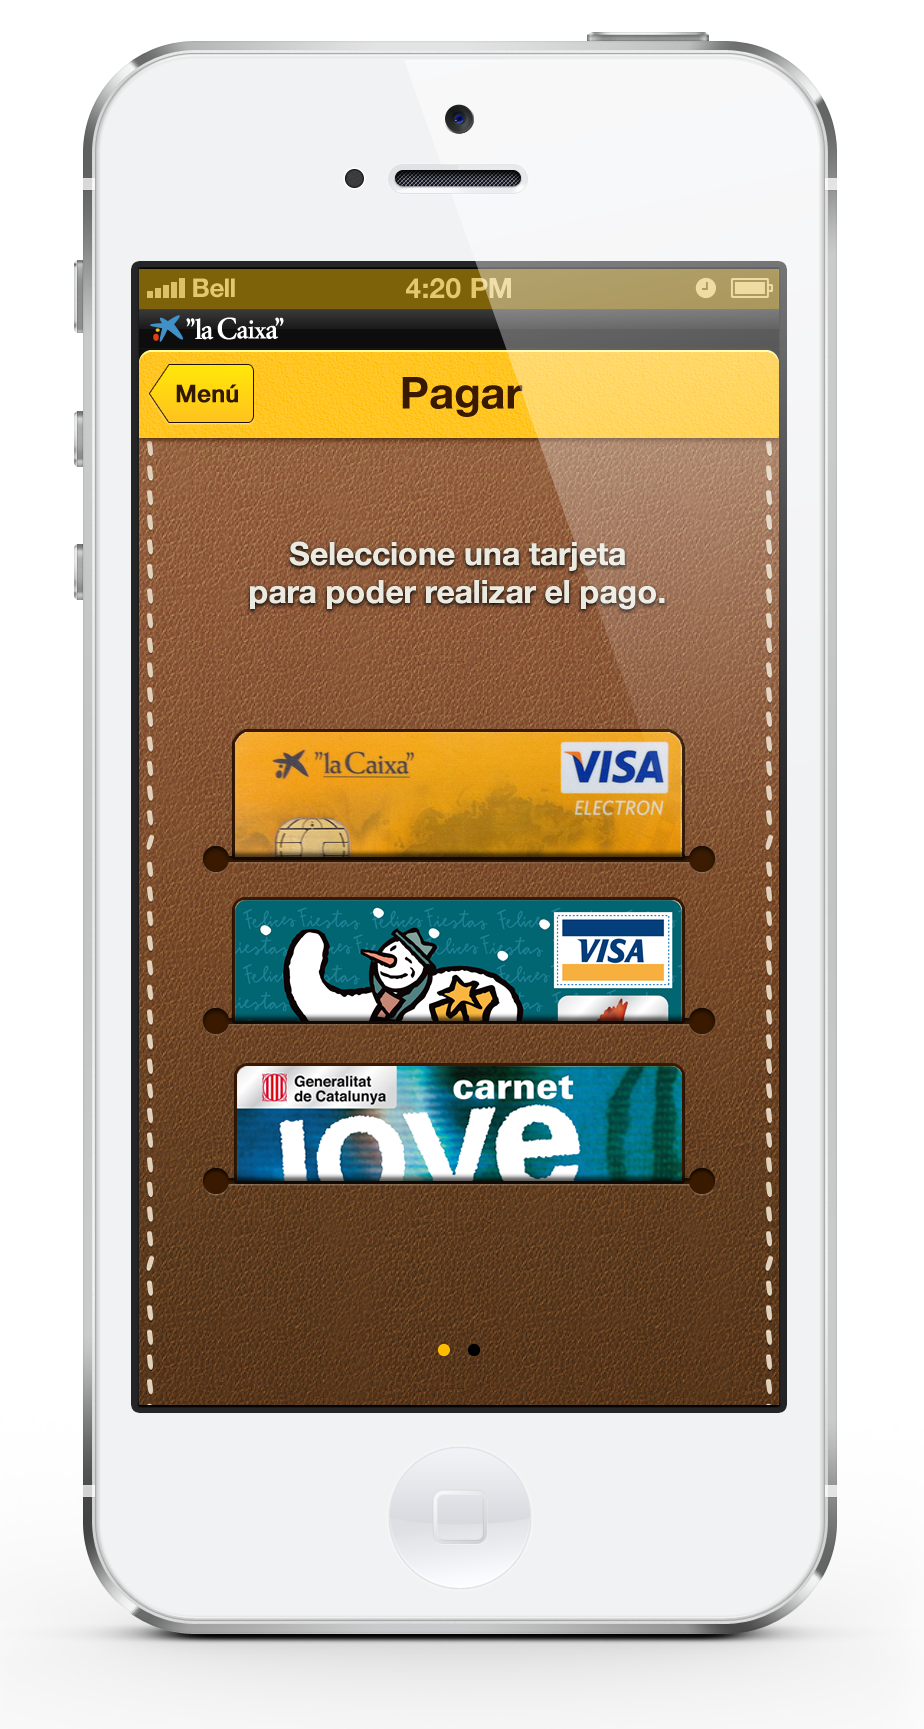 Bell 4:20 PM
"la Caixa"
Menú Pagar
Seleccione una tarjeta
para poder realizar el pago.
"la Caixa" VISA
ELECTRON
Felices Fiestas Felices Fiestas Felices
VISA
Generalitat
de Catalunya
carnet
jove